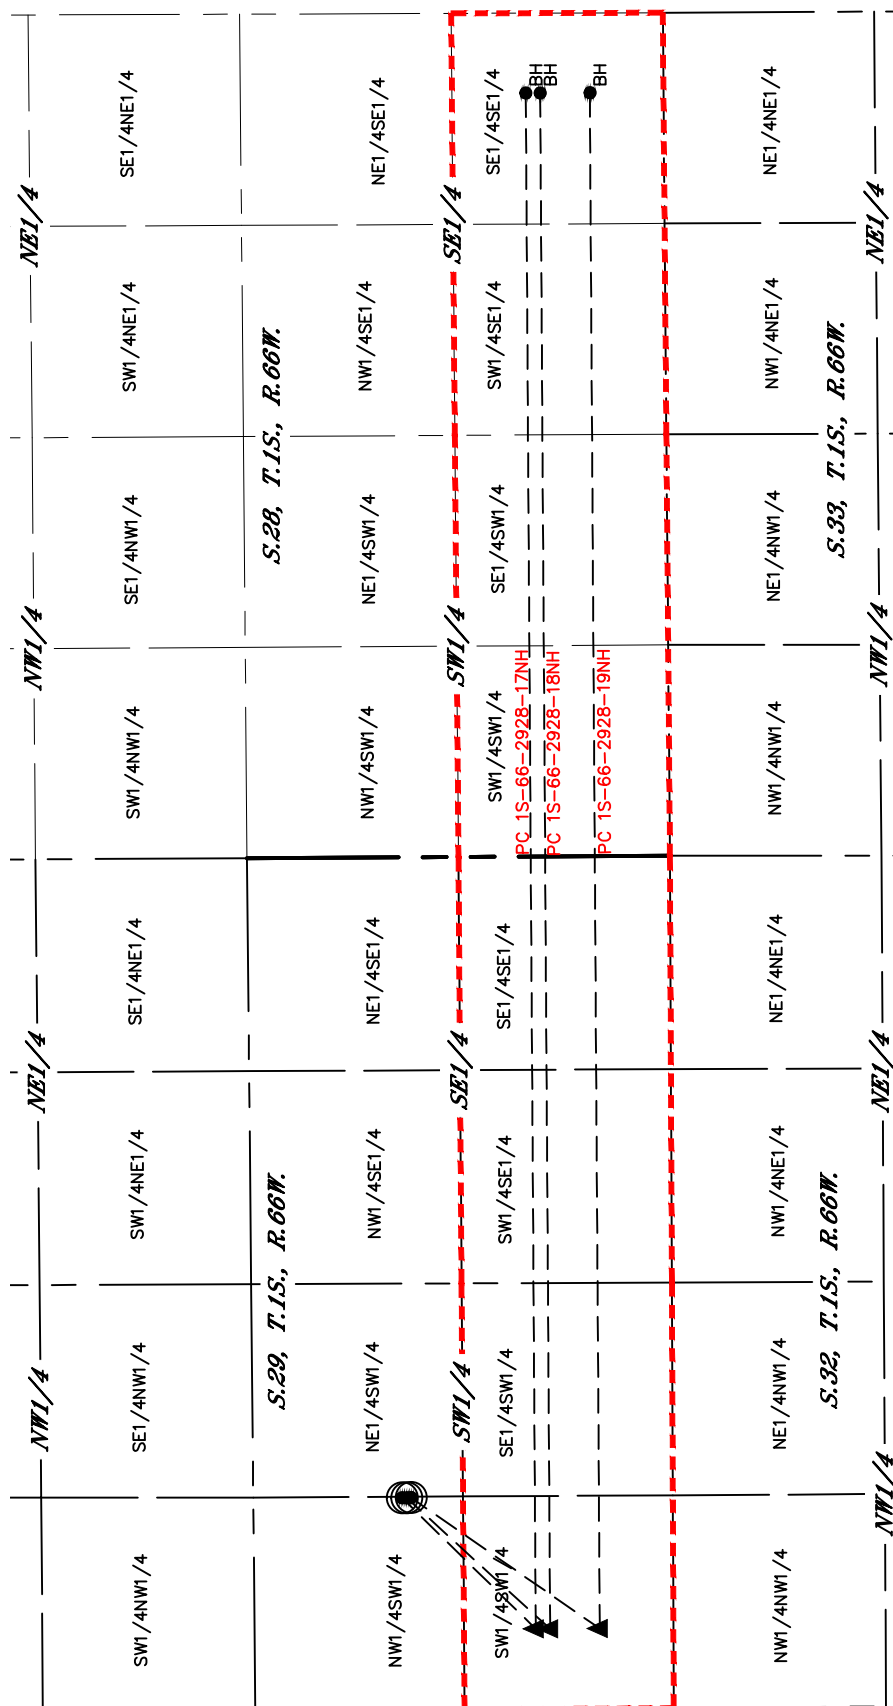 NW1/4
NE1/4
NW1/4
NE1/4
SW1/4NW1/4
SE1/4NW1/4
SW1/4NE1/4
SE1/4NE1/4
SW1/4NW1/4
SE1/4NW1/4
SW1/4NE1/4
SE1/4NE1/4
S.29, T.1S., R.66W.
S.28, T.1S., R.66W.
NW1/4SW1/4
NE1/4SW1/4
NW1/4SE1/4
NE1/4SE1/4
NW1/4SW1/4
NE1/4SW1/4
NW1/4SE1/4
NE1/4SE1/4
SW1/4
SE1/4
SW1/4
SE1/4
SW1/4SW1/4
SE1/4SW1/4
SW1/4SE1/4
SE1/4SE1/4
SW1/4SW1/4
SE1/4SW1/4
SW1/4SE1/4
SE1/4SE1/4
PC 1S-66-2928-17NH
BH
PC 1S-66-2928-18NH
BH
PC 1S-66-2928-19NH
BH
NW1/4NW1/4
NE1/4NW1/4
NW1/4NE1/4
NE1/4NE1/4
NW1/4NW1/4
NE1/4NW1/4
NW1/4NE1/4
NE1/4NE1/4
S.32, T.1S., R.66W.
S.33, T.1S., R.66W.
NW1/4
NE1/4
NW1/4
NE1/4